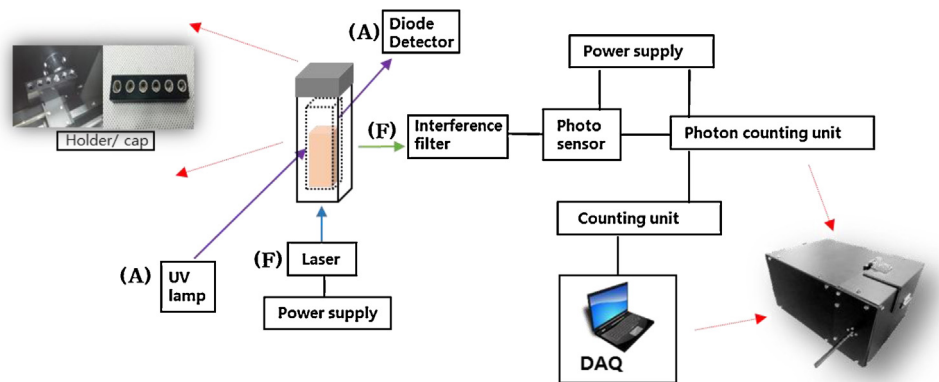 (A)
Diode
Detector
Power supply
Holder/ cap
(F)
Interference
filter
Photo
sensor
Photon counting unit
Counting unit
(A)
UV
lamp
(F)
Laser
Power supply
DAQ